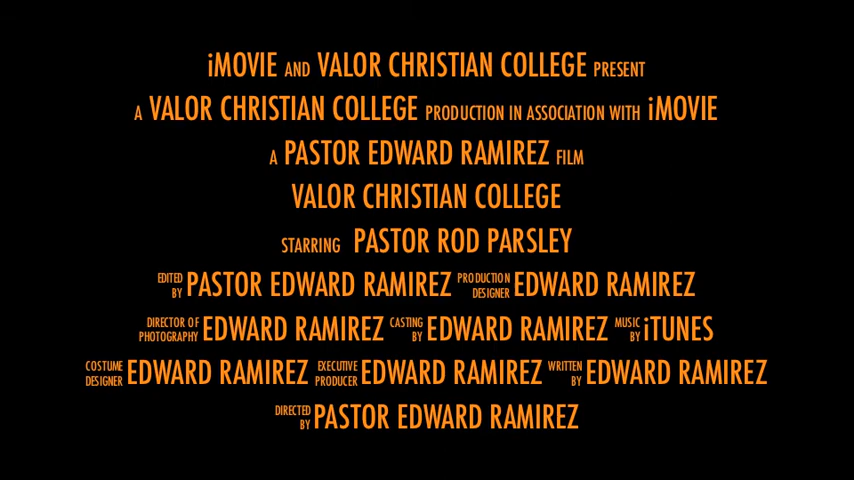 iMOVIE AND VALOR CHRISTIAN COLLEGE PRESENT
A VALOR CHRISTIAN COLLEGE PRODUCTION IN ASSOCIATION WITH iMOVIE
A PASTOR EDWARD RAMIREZ FILM
VALOR CHRISTIAN COLLEGE
STARRING PASTOR ROD PARSLEY
EDITED BY PASTOR EDWARD RAMIREZ PRODUCTION DESIGNER EDWARD RAMIREZ
DIRECTOR OF PHOTOGRAPHY EDWARD RAMIREZ CASTING BY EDWARD RAMIREZ MUSIC BY iTUNES
COSTUME DESIGNER EDWARD RAMIREZ EXECUTIVE PRODUCER EDWARD RAMIREZ WRITTEN BY EDWARD RAMIREZ
DIRECTED BY PASTOR EDWARD RAMIREZ